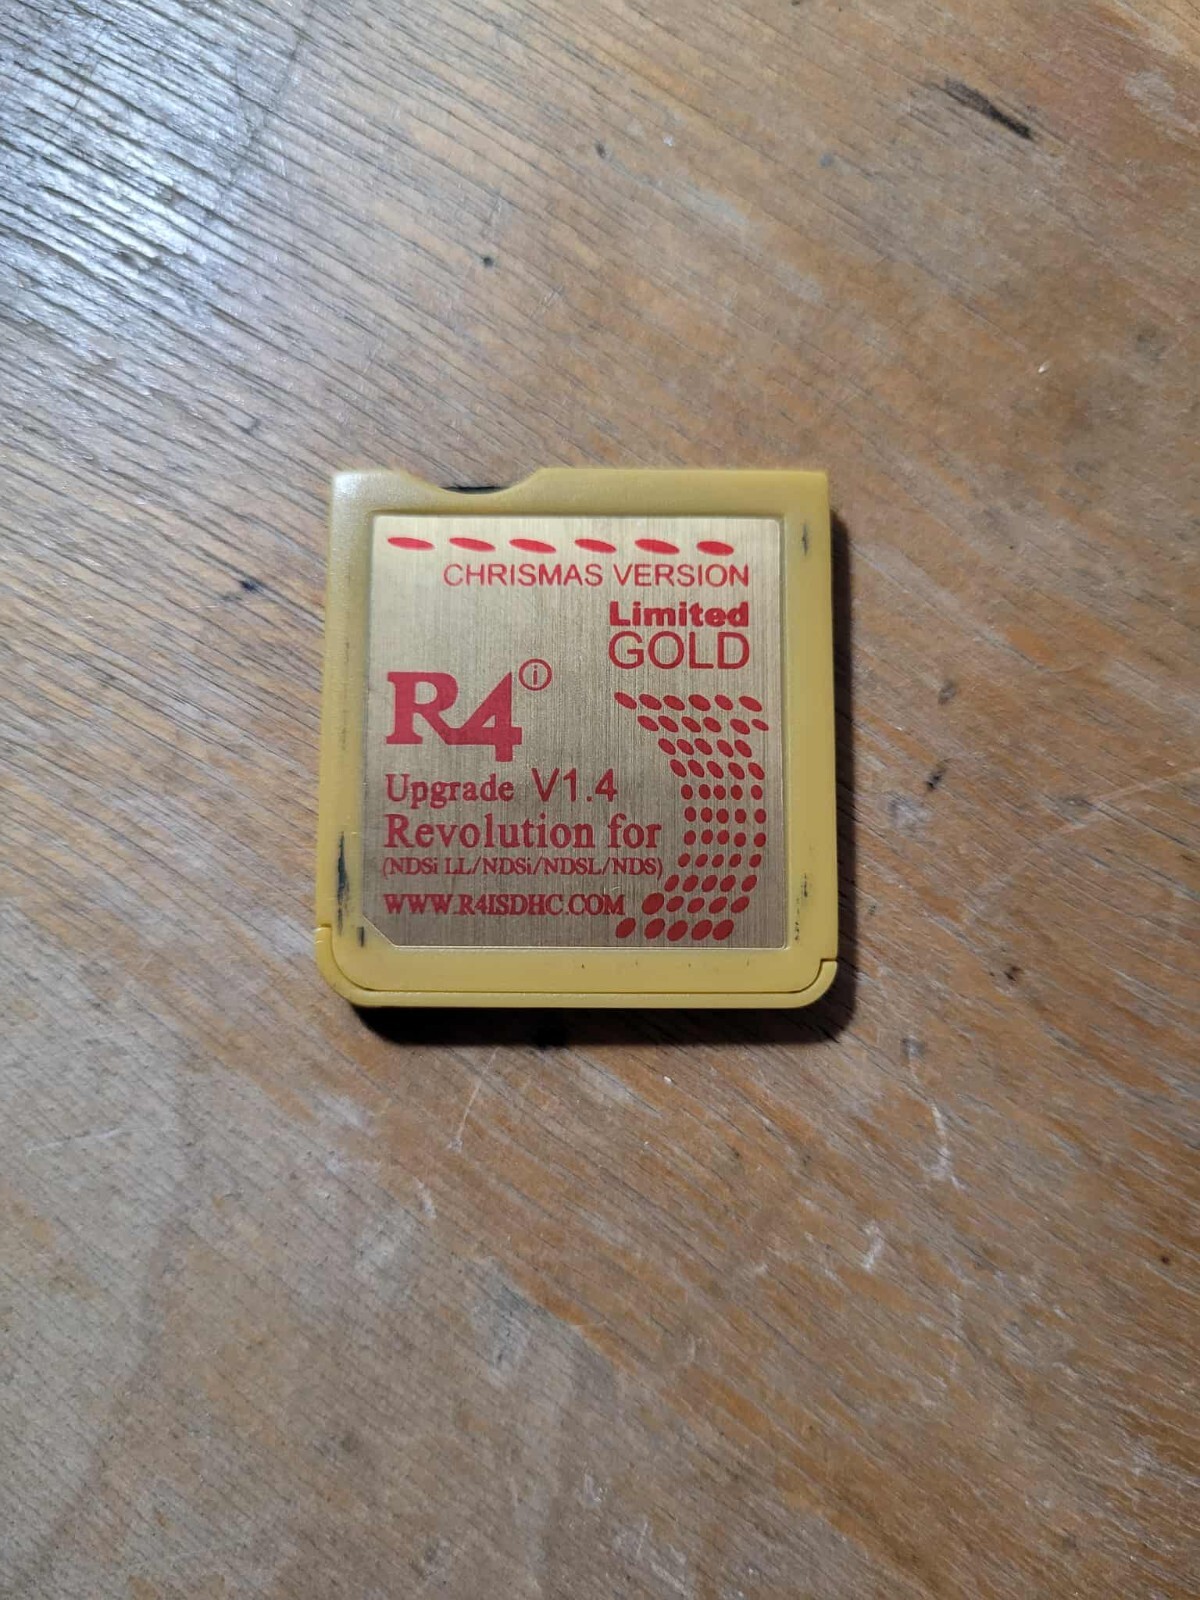 CHRISMAS VERSION
Limited
GOLD
R4 i
Upgrade V1.4
Revolution for
(NDSi LL/NDSi/NDSL/NDS)
WWW.R4ISDHC.COM